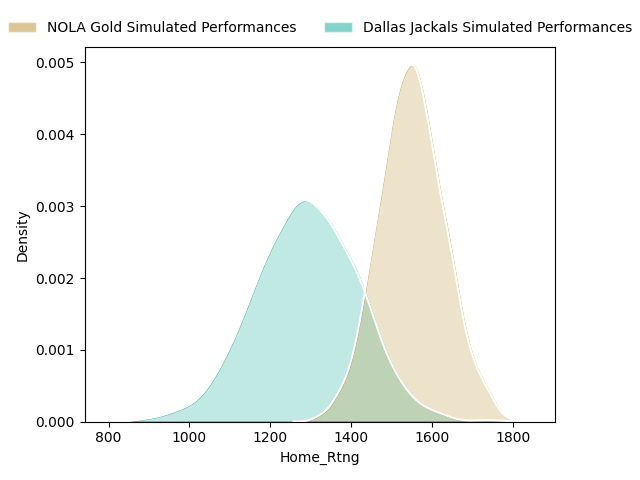 NOLA Gold Simulated Performances Dallas Jackals Simulated Performances
0.005
0.004
0.003
0.002
0.001
0.000
Density
800 1000 1200 1400 1600 1800
Home_Rtng